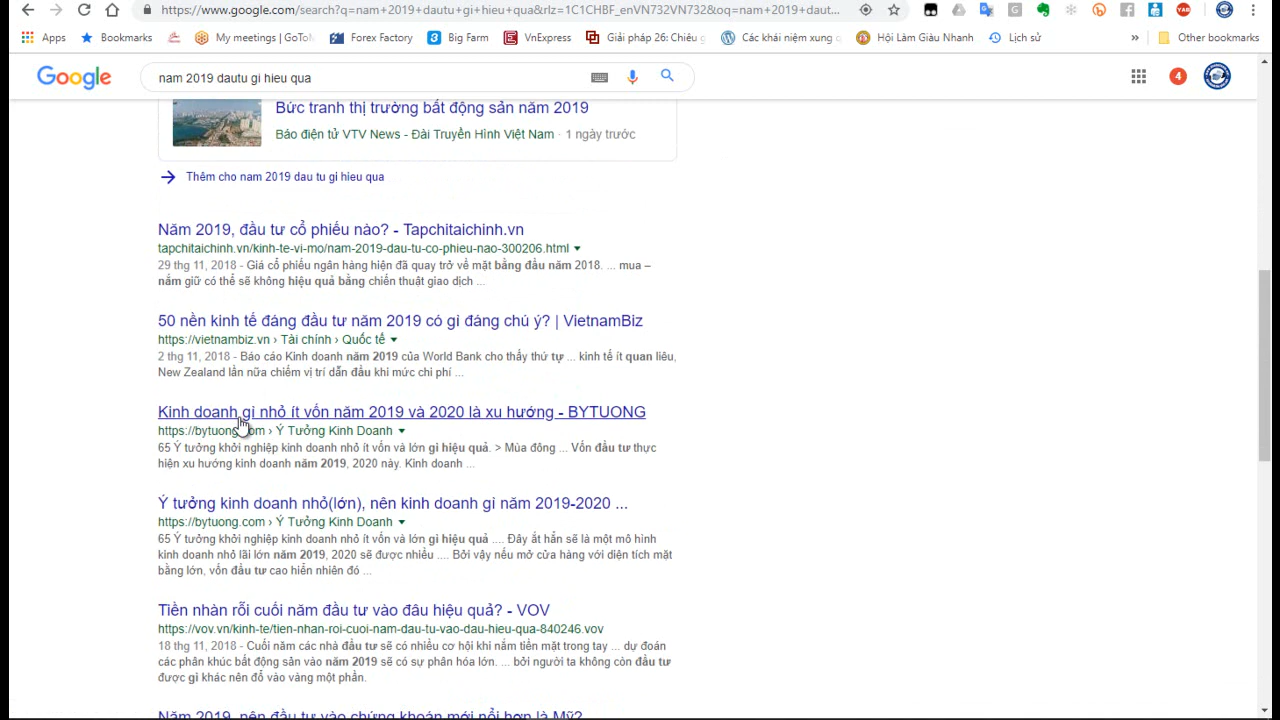 https://www.google.com/search?q=nam+2019+dautu+gi+hieu+qua&rlz=1C1CHBF_enVN732VN732&oq=nam+2019+daut...
Apps Bookmarks My meetings | GoToM Forex Factory Big Farm VnExpress Giải pháp 26: Chiêu g Các khái niệm xung q Hội Làm Giàu Nhanh Lịch sử » Other bookmarks
Google nam 2019 dautu gi hieu qua 4
Bức tranh thị trường bất động sản năm 2019
Báo điện tử VTV News - Đài Truyền Hình Việt Nam · 1 ngày trước
Thêm cho nam 2019 dau tu gi hieu qua
Năm 2019, đầu tư cổ phiếu nào? - Tapchitaichinh.vn
tapchitaichinh.vn/kinh-te-vi-mo/nam-2019-dau-tu-co-phieu-nao-300206.html
29 thg 11, 2018 - Giá cổ phiếu ngân hàng hiện đã quay trở về mặt bằng đầu năm 2018. ... mua –
nắm giữ có thể sẽ không hiệu quả bằng chiến thuật giao dịch ...
50 nền kinh tế đáng đầu tư năm 2019 có gì đáng chú ý? | VietnamBiz
https://vietnambiz.vn › Tài chính › Quốc tế
2 thg 11, 2018 - Báo cáo Kinh doanh năm 2019 của World Bank cho thấy thứ tự ... kinh tế ít quan liêu,
New Zealand lần nữa chiếm vị trí dẫn đầu khi mức chi phí ...
Kinh doanh gì nhỏ ít vốn năm 2019 và 2020 là xu hướng - BYTUONG
https://bytuong.com › Ý Tưởng Kinh Doanh
65 Ý tưởng khởi nghiệp kinh doanh nhỏ ít vốn và lớn gì hiệu quả. > Mùa đông ... Vốn đầu tư thực
hiện xu hướng kinh doanh năm 2019, 2020 này. Kinh doanh ...
Ý tưởng kinh doanh nhỏ(lớn), nên kinh doanh gì năm 2019-2020 ...
https://bytuong.com › Ý Tưởng Kinh Doanh
65 Ý tưởng khởi nghiệp kinh doanh nhỏ ít vốn và lớn gì hiệu quả .... Đây ắt hẳn sẽ là một mô hình
kinh doanh nhỏ lãi lớn năm 2019, 2020 sẽ được nhiều .... Bởi vậy nếu mở cửa hàng với diện tích mặt
bằng lớn, vốn đầu tư cao hiển nhiên đó ...
Tiền nhàn rỗi cuối năm đầu tư vào đâu hiệu quả? - VOV
https://vov.vn/kinh-te/tien-nhan-roi-cuoi-nam-dau-tu-vao-dau-hieu-qua-840246.vov
18 thg 11, 2018 - Cuối năm các nhà đầu tư sẽ có nhiều cơ hội khi nắm tiền mặt trong tay ... dự đoán
các phân khúc bất động sản vào năm 2019 sẽ có sự phân hóa lớn. ... bởi người ta không còn đầu tư
được gì khác nên đổ vào vàng một phần.
Năm 2019, nên đầu tư vào chứng khoán mới nổi hơn là Mỹ?